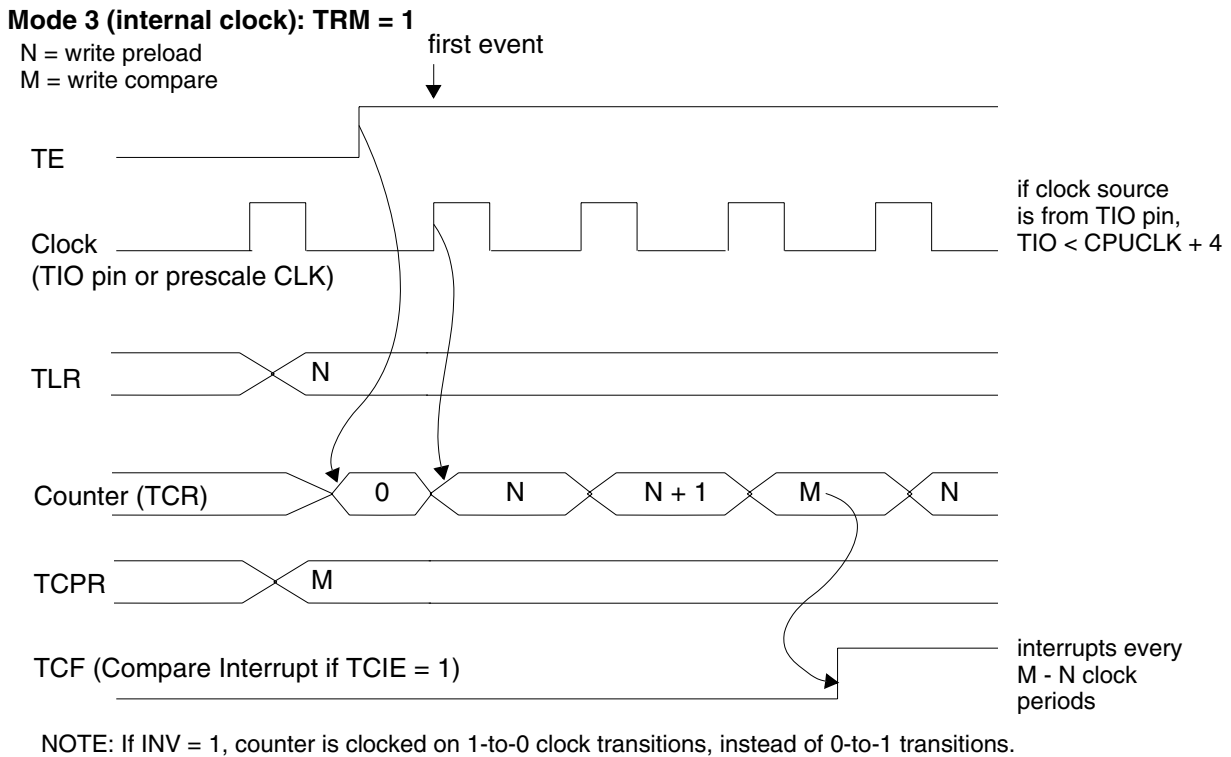 Mode 3 (internal clock): TRM = 1
N = write preload
M = write compare
first event
TE
Clock
(TIO pin or prescale CLK)
if clock source
is from TIO pin,
TIO < CPUCLK + 4
TLR
N
Counter (TCR)
0
N
N + 1
M
N
TCPR
M
TCF (Compare Interrupt if TCIE = 1)
interrupts every
M - N clock
periods
NOTE: If INV = 1, counter is clocked on 1-to-0 clock transitions, instead of 0-to-1 transitions.